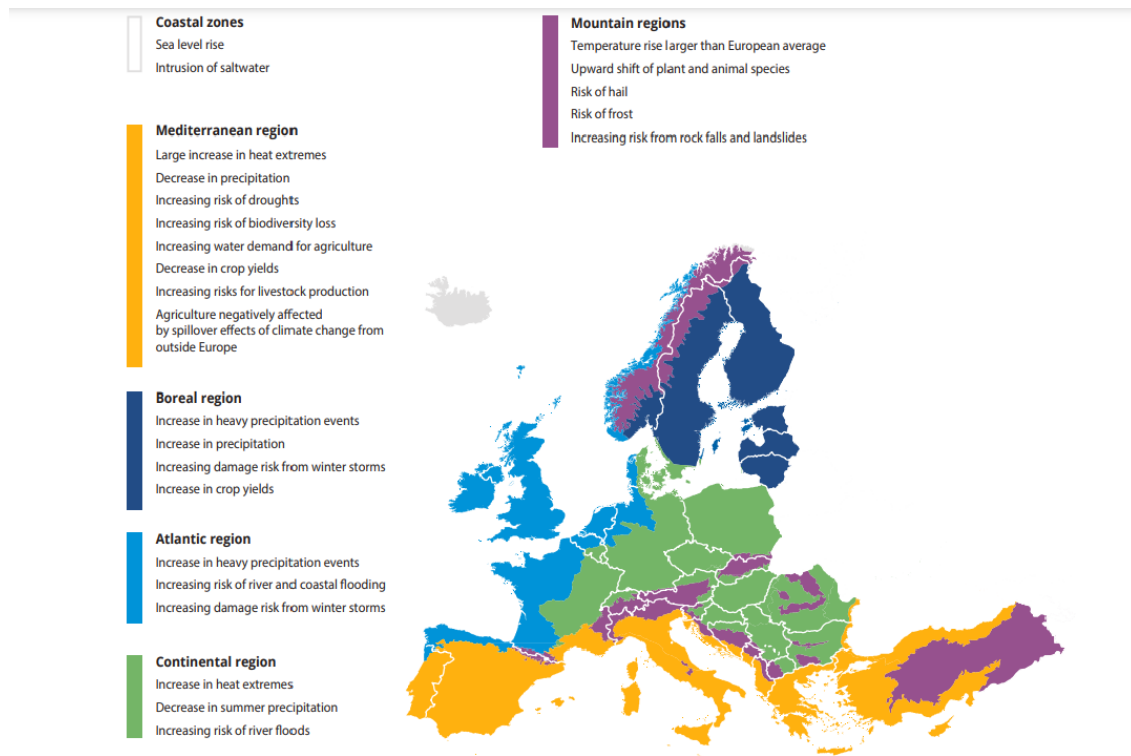 Coastal zones
Sea level rise
Intrusion of saltwater
Mediterranean region
Large increase in heat extremes
Decrease in precipitation
Increasing risk of droughts
Increasing risk of biodiversity loss
Increasing water demand for agriculture
Decrease in crop yields
Increasing risks for livestock production
Agriculture negatively affected
by spillover effects of climate change from
outside Europe
Boreal region
Increase in heavy precipitation events
Increase in precipitation
Increasing damage risk from winter storms
Increase in crop yields
Atlantic region
Increase in heavy precipitation events
Increasing risk of river and coastal flooding
Increasing damage risk from winter storms
Continental region
Increase in heat extremes
Decrease in summer precipitation
Increasing risk of river floods
Mountain regions
Temperature rise larger than European average
Upward shift of plant and animal species
Risk of hail
Risk of frost
Increasing risk from rock falls and landslides